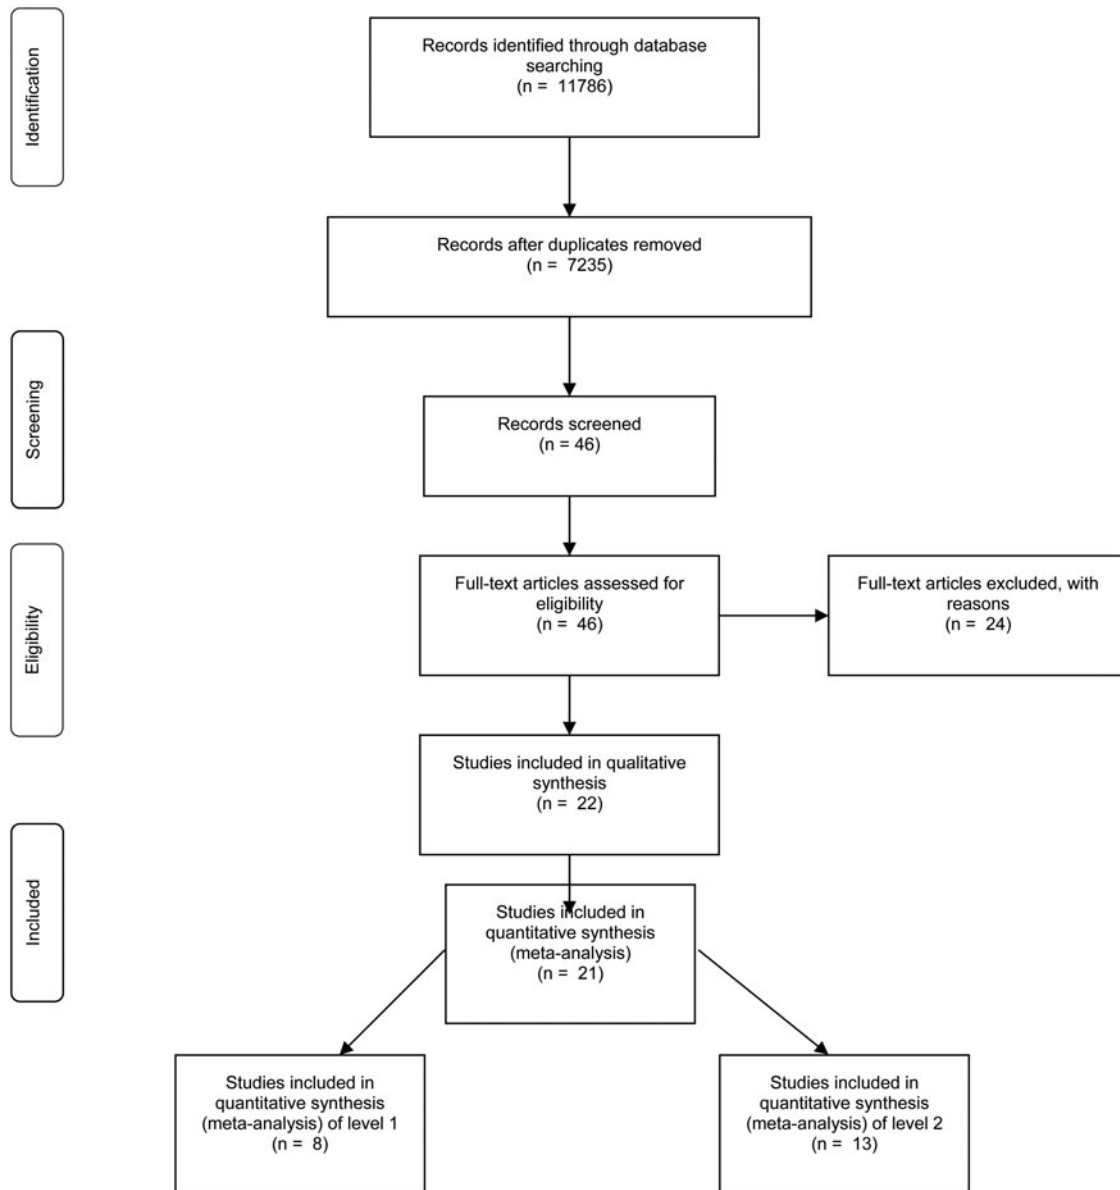 Identification
Records identified through database
searching
(n = 11786)
Records after duplicates removed
(n = 7235)
Screening
Records screened
(n = 46)
Eligibility
Full-text articles assessed for
eligibility
(n = 46)
Full-text articles excluded, with
reasons
(n = 24)
Studies included in qualitative
synthesis
(n = 22)
Included
Studies included in
quantitative synthesis
(meta-analysis)
(n = 21)
Studies included in
quantitative synthesis
(meta-analysis) of level 1
(n = 8)
Studies included in
quantitative synthesis
(meta-analysis) of level 2
(n = 13)